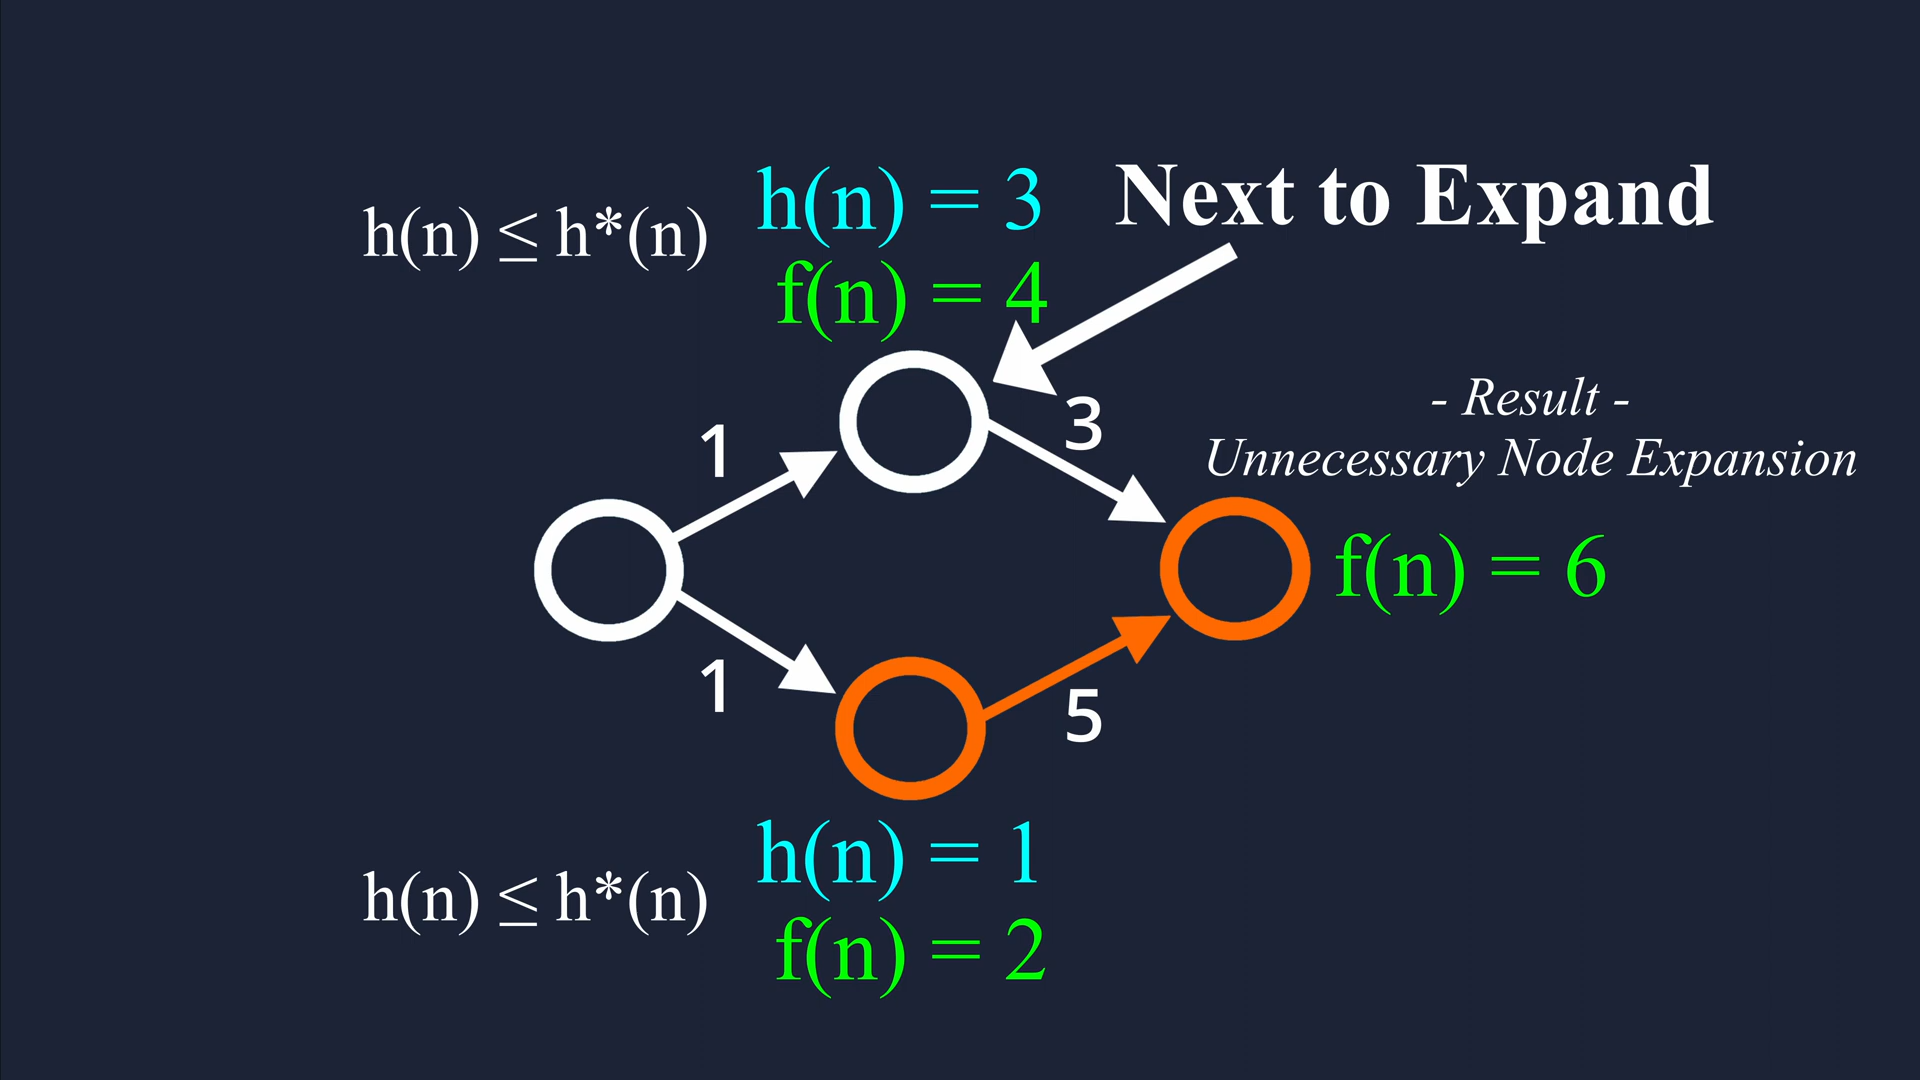 h(n) ≤ h*(n)
h(n) = 3
f(n) = 4
Next to Expand
1
3
- Result -
Unnecessary Node Expansion
f(n) = 6
1
5
h(n) ≤ h*(n)
h(n) = 1
f(n) = 2